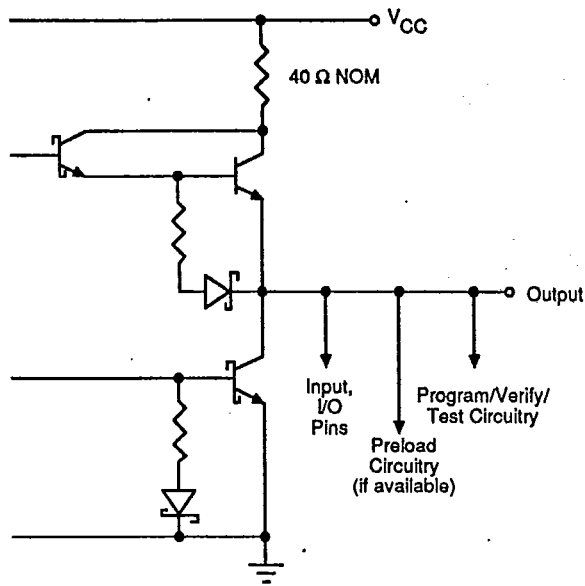 V_CC
40 Ω NOM
Output
Input,
I/O
Pins
Program/Verify/
Test Circuitry
Preload
Circuitry
(if available)